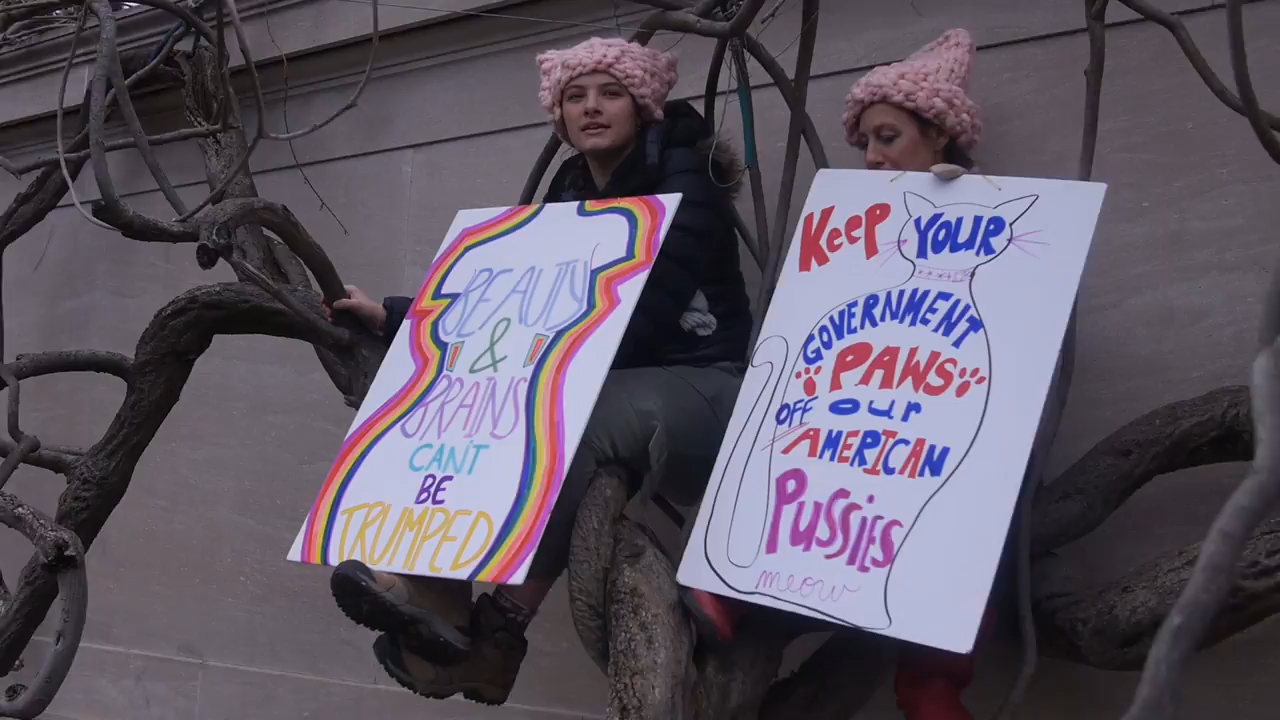 BEAUTY
&
BRAINS
CAN'T
BE
TRUMPED
Keep YOUR
GOVERNMENT
PAWS
OFF our
AMERICAN
Pussies
meow